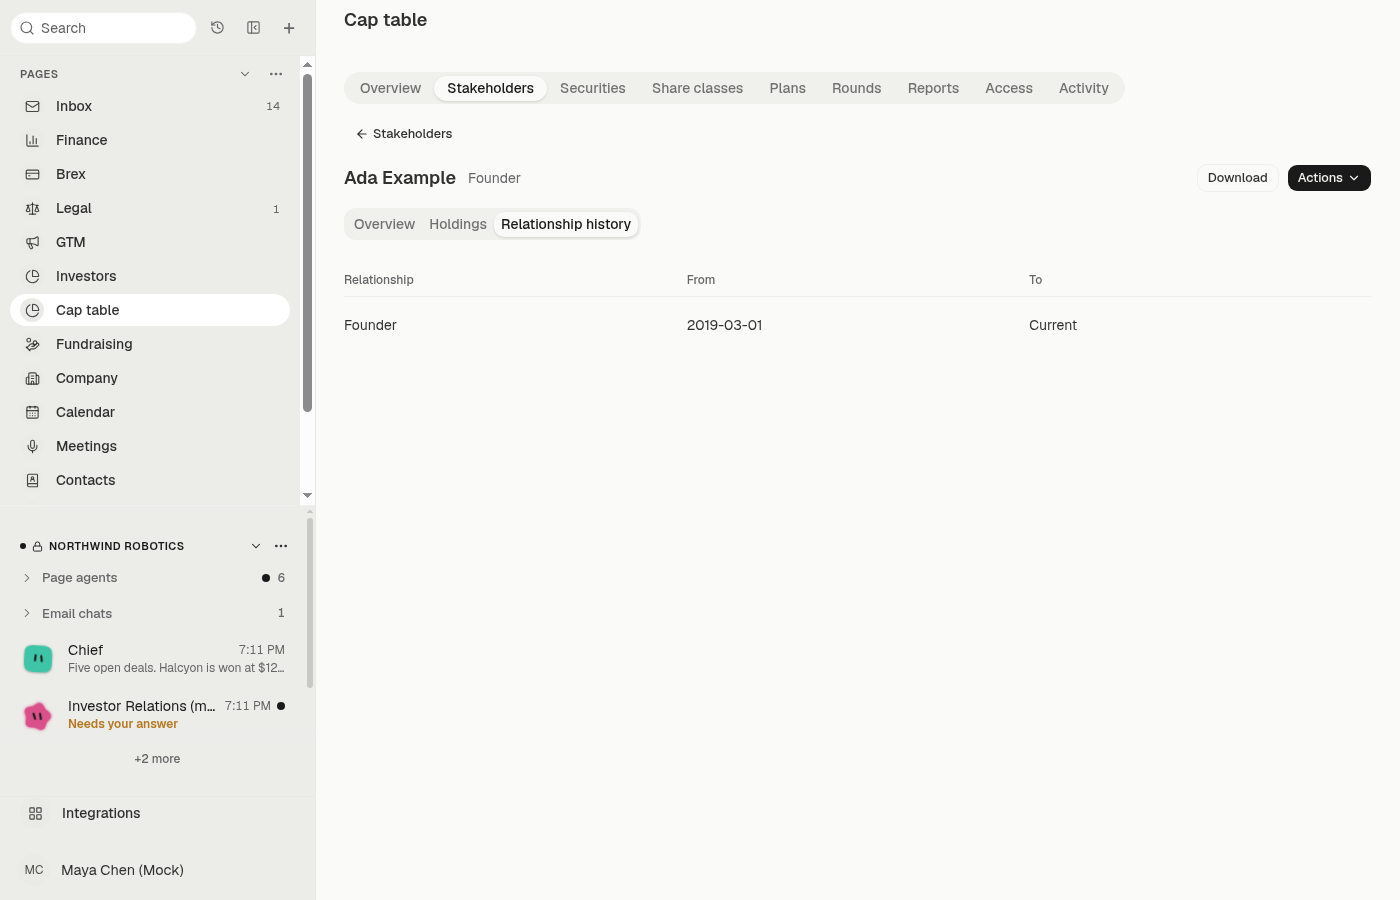 Search
PAGES
Inbox 14
Finance
Brex
Legal 1
GTM
Investors
Cap table
Fundraising
Company
Calendar
Meetings
Contacts
NORTHWIND ROBOTICS
Page agents 6
Email chats 1
Chief 7:11 PM
Five open deals. Halcyon is won at $12...
Investor Relations (m... 7:11 PM
Needs your answer
+2 more
Integrations
MC Maya Chen (Mock)
Cap table
Overview Stakeholders Securities Share classes Plans Rounds Reports Access Activity
Stakeholders
Ada Example Founder Download Actions
Overview Holdings Relationship history
Relationship From To
Founder 2019-03-01 Current